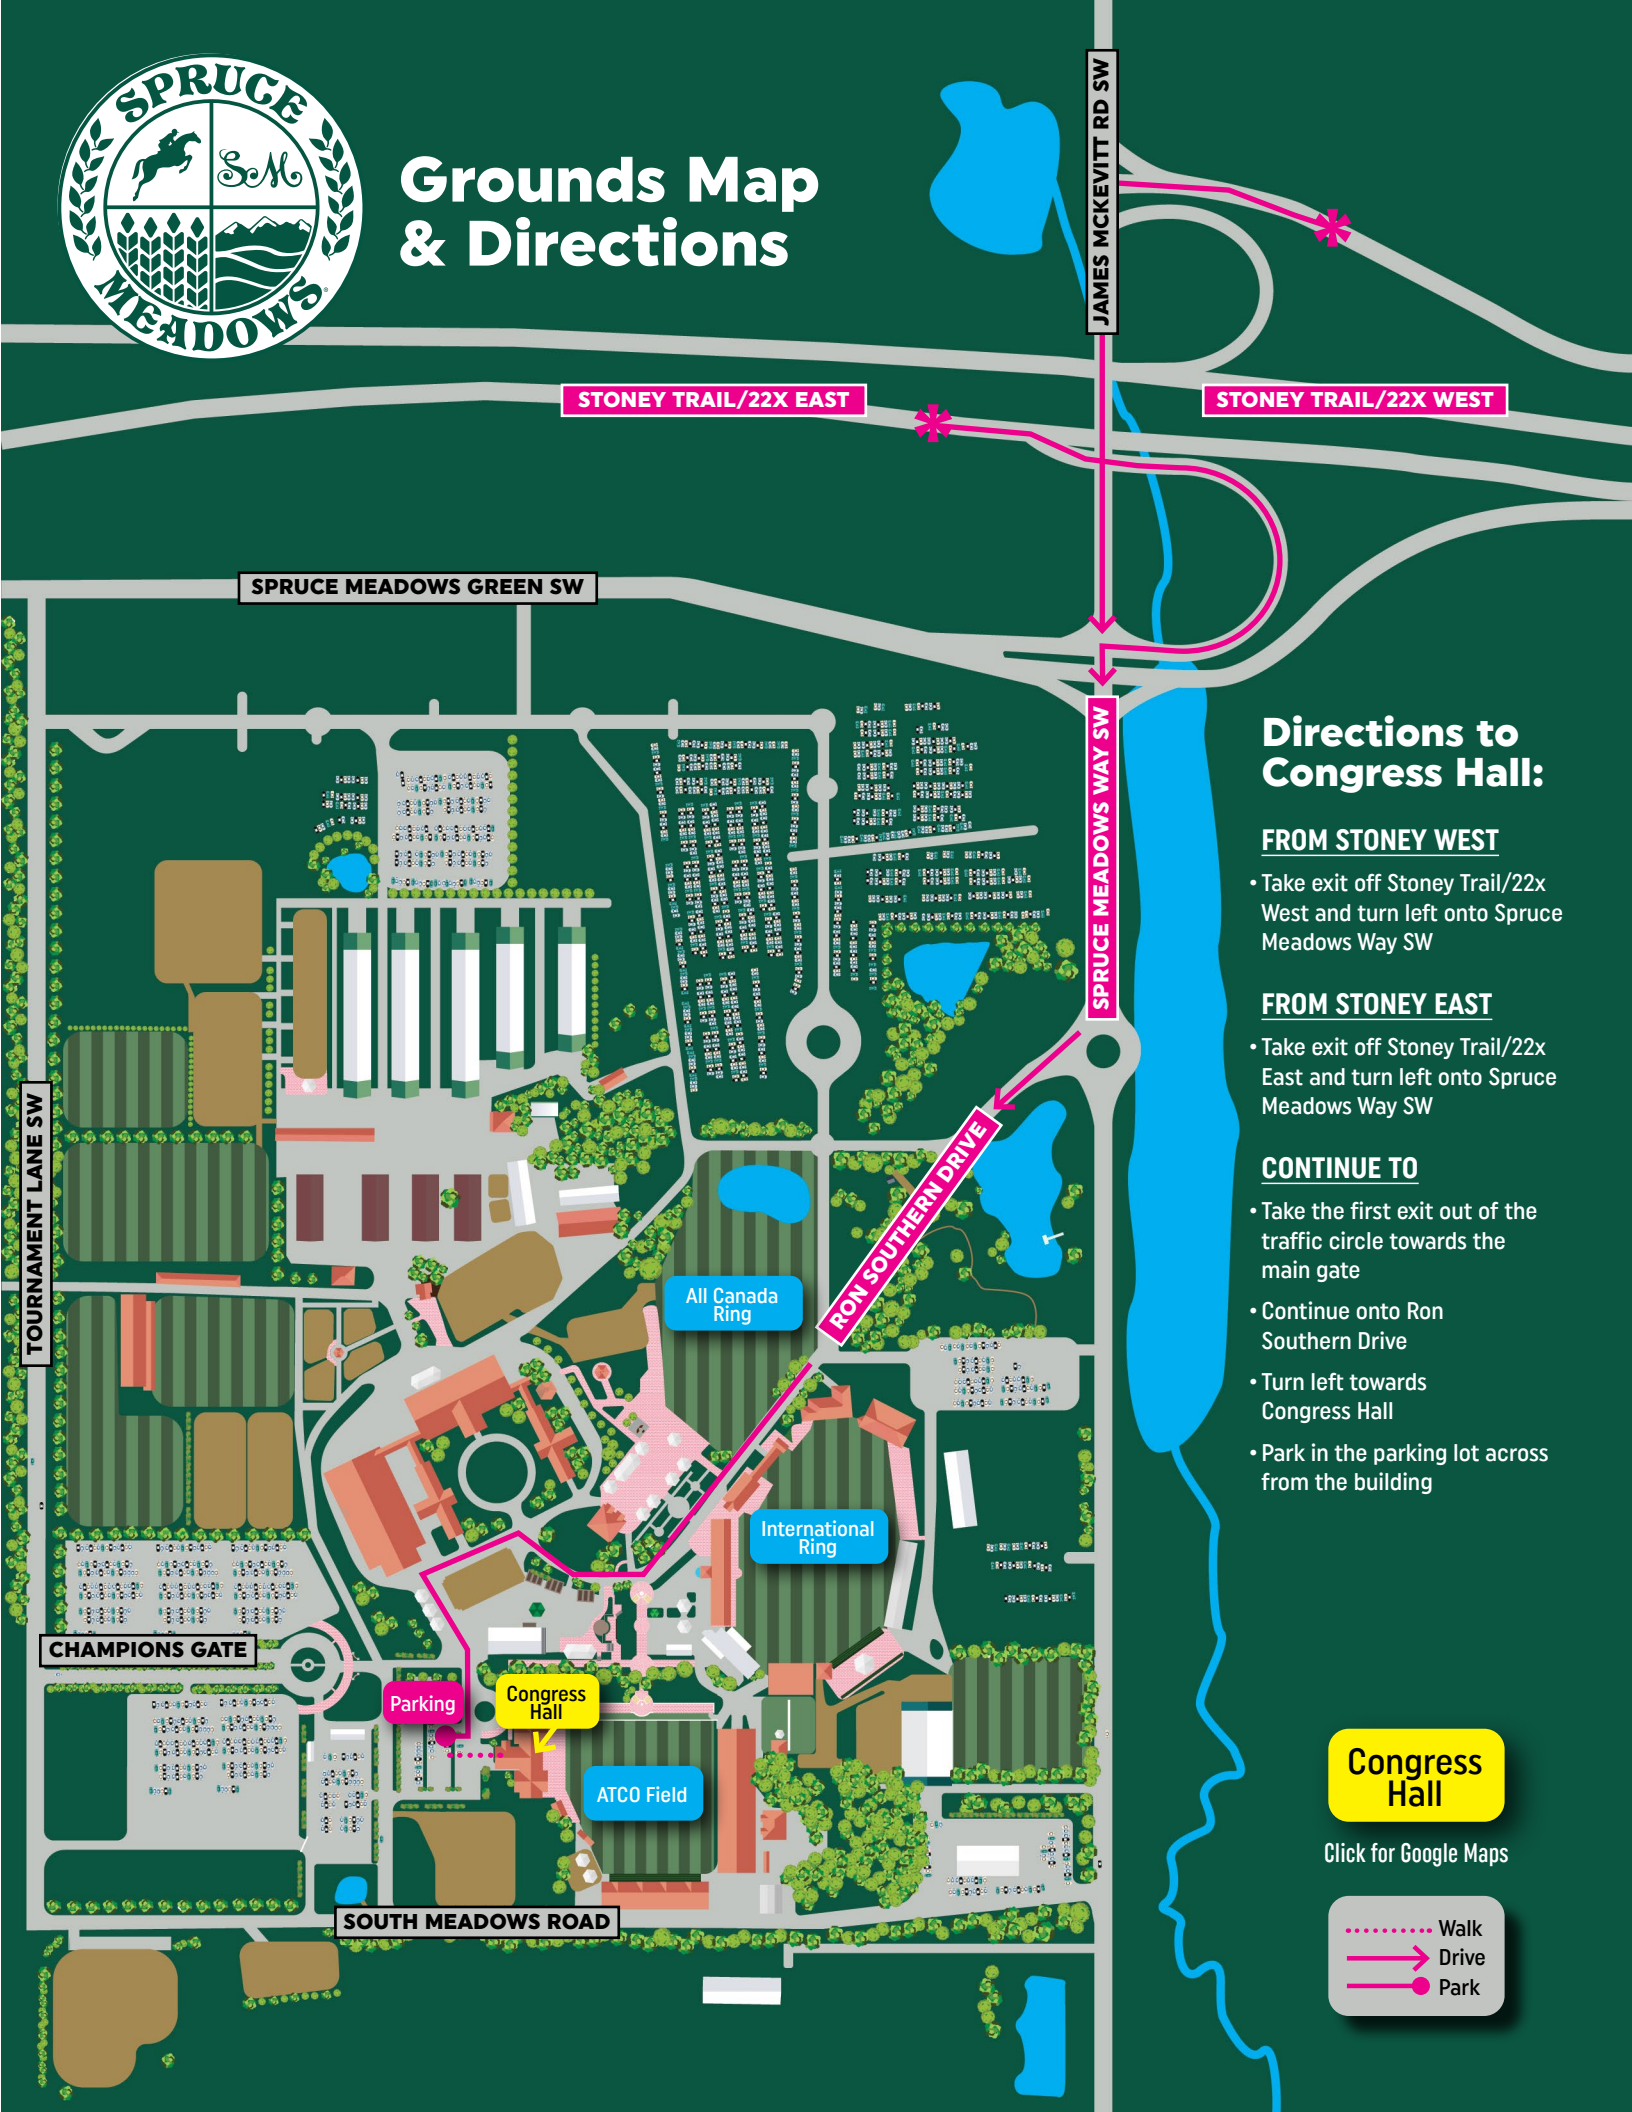 SPRUCE
SM
MEADOWS
Grounds Map
& Directions
JAMES MCKEVITT RD SW
STONEY TRAIL/22X EAST
STONEY TRAIL/22X WEST
SPRUCE MEADOWS GREEN SW
SPRUCE MEADOWS WAY SW
TOURNAMENT LANE SW
RON SOUTHERN DRIVE
All Canada
Ring
International
Ring
CHAMPIONS GATE
Parking
Congress
Hall
ATCO Field
SOUTH MEADOWS ROAD
Directions to
Congress Hall:
FROM STONEY WEST
• Take exit off Stoney Trail/22x
West and turn left onto Spruce
Meadows Way SW
FROM STONEY EAST
• Take exit off Stoney Trail/22x
East and turn left onto Spruce
Meadows Way SW
CONTINUE TO
• Take the first exit out of the
traffic circle towards the
main gate
• Continue onto Ron
Southern Drive
• Turn left towards
Congress Hall
• Park in the parking lot across
from the building
Congress
Hall
Click for Google Maps
Walk
Drive
Park